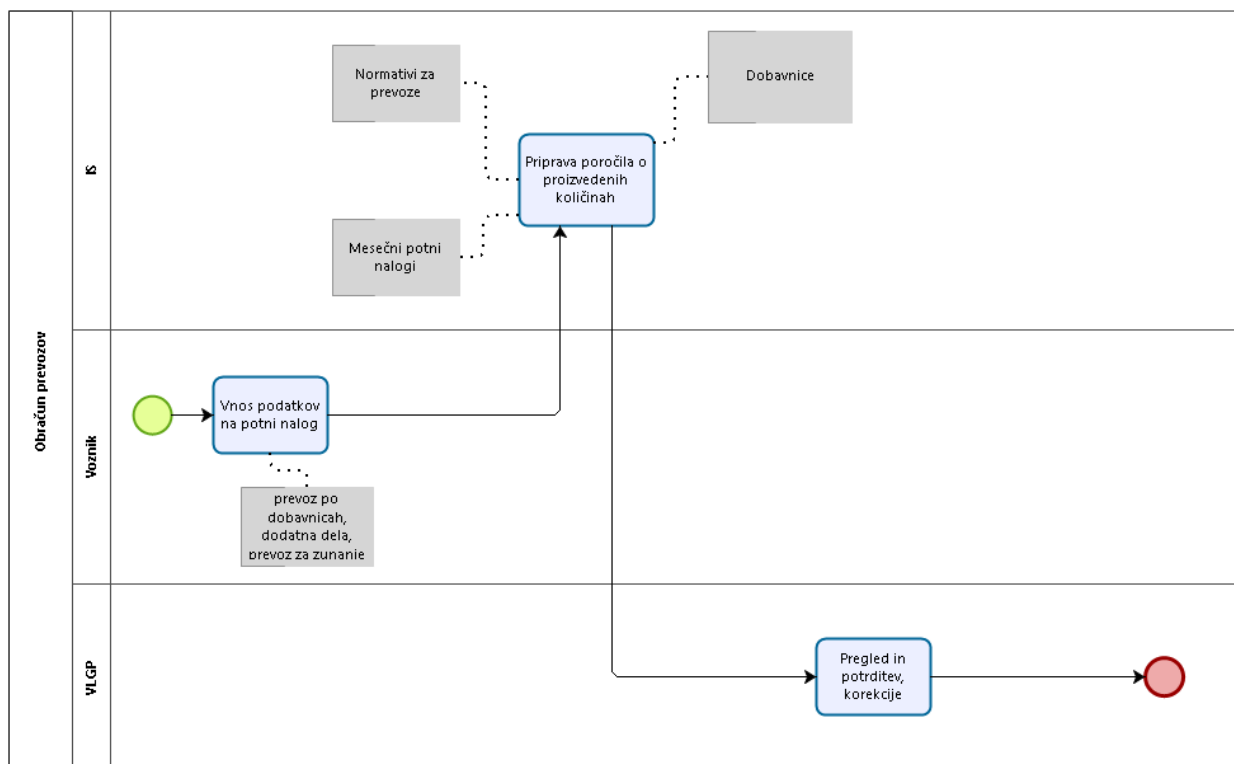 Obračun prevozov
IS
Normativi za
prevoze
Dobavnice
Priprava poročila o
proizvedenih
količinah
Mesečni potni
nalogi
Voznik
Vnos podatkov
na potni nalog
prevoz po
dobavnicah,
dodatna dela,
prevoz za zunanie
VLGP
Pregled in
potrditev,
korekcije